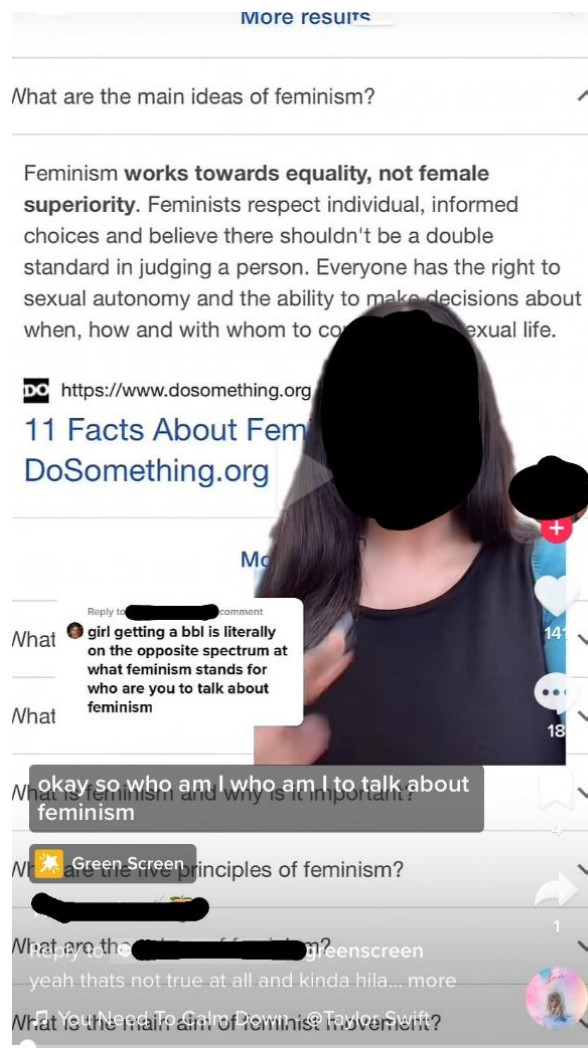 More results
What are the main ideas of feminism?
Feminism works towards equality, not female
superiority. Feminists respect individual, informed
choices and believe there shouldn't be a double
standard in judging a person. Everyone has the right to
sexual autonomy and the ability to make decisions about
when, how and with whom to exual life.
DO https://www.dosomething.org
11 Facts About Fem
DoSomething.org
Mo
Reply to comment
girl getting a bbl is literally
on the opposite spectrum at
what feminism stands for
who are you to talk about
feminism
What
What
141
18
okay so who am I who am I to talk about
feminism
What is feminism and why is it important?
4
Green Screen
What are the five principles of feminism?
1
What are the
Reply to greenscreen
yeah thats not true at all and kinda hila... more
You Need To Calm Down - @Taylor Swift
What is the main aim of feminist movement?